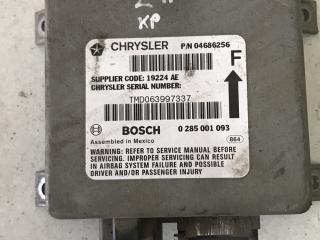 KP
CHRYSLER P/N 04686256
SUPPLIER CODE: 19224 AE
CHRYSLER SERIAL NUMBER:
F
TMD063997337
BOSCH 0 285 001 093
Assembled in Mexico 864
WARNING: REFER TO SERVICE MANUAL BEFORE
SERVICING. IMPROPER SERVICING CAN RESULT
IN AIRBAG SYSTEM FAILURE AND POSSIBLE
DRIVER AND/OR PASSENGER INJURY